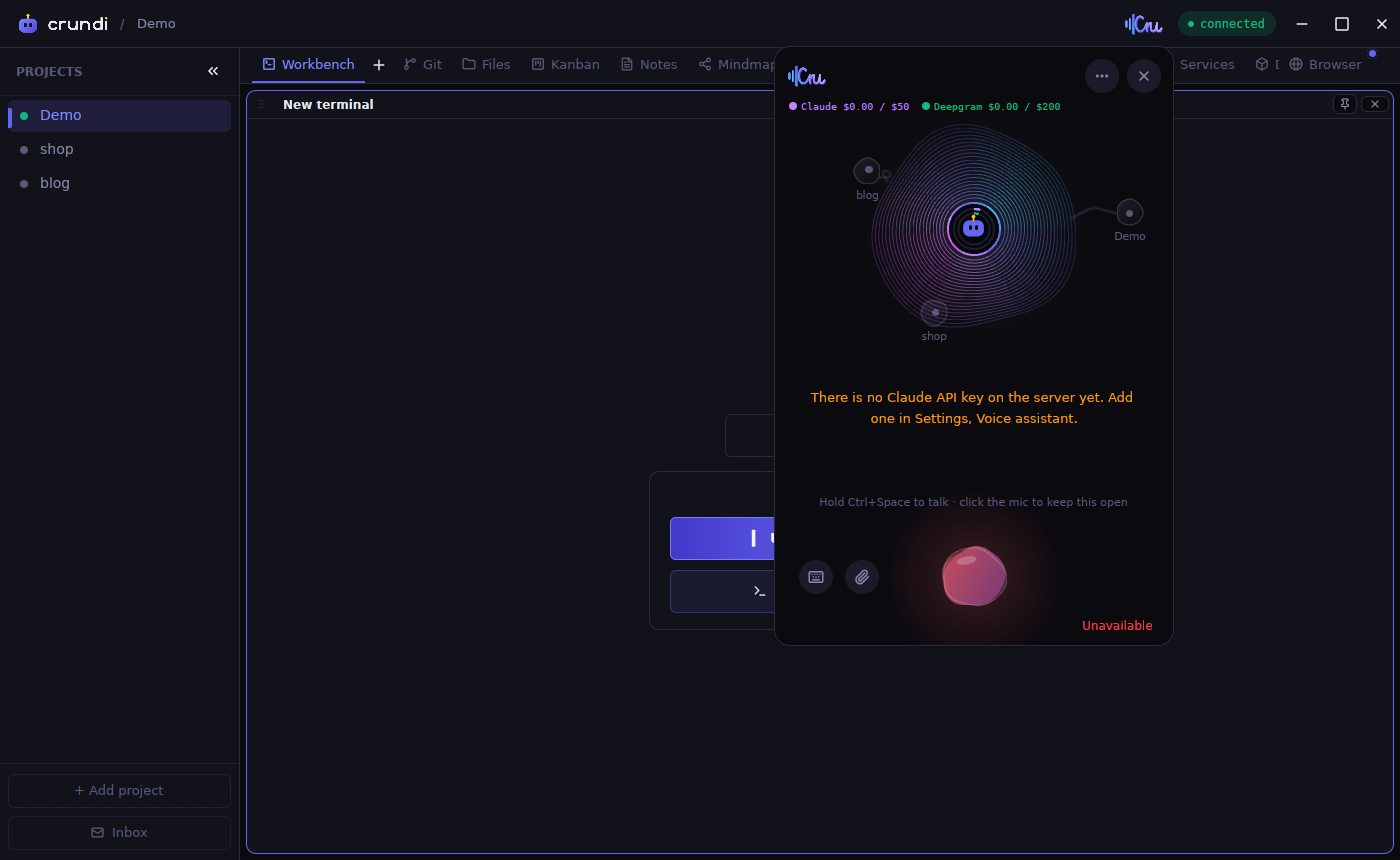 crundi / Demo
Cru
connected
PROJECTS
Demo
shop
blog
+ Add project
Inbox
Workbench
Git
Files
Kanban
Notes
Mindmap
Services
Browser
New terminal
Cru
Claude $0.00 / $50
Deepgram $0.00 / $200
blog
Demo
shop
There is no Claude API key on the server yet. Add
one in Settings, Voice assistant.
Hold Ctrl+Space to talk · click the mic to keep this open
Unavailable